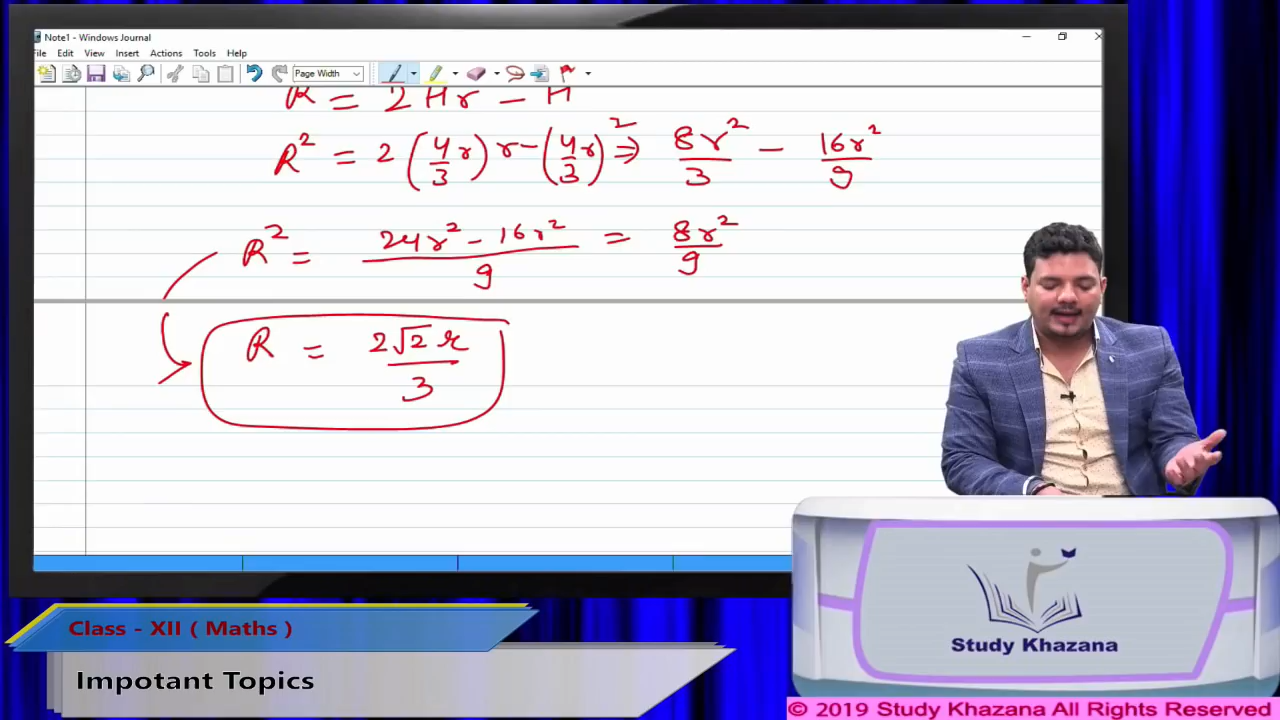 Note1 - Windows Journal
File Edit View Insert Actions Tools Help
Page Width
R = 2Hr - H
R² = 2(4/3 r) r - (4/3 r)² ⇒ 8r²/3 - 16r²/9
R² = 24r² - 16r²/9 = 8r²/9
R = 2√2 r/3
Study Khazana
Class - XII ( Maths )
Impotant Topics
© 2019 Study Khazana All Rights Reserved